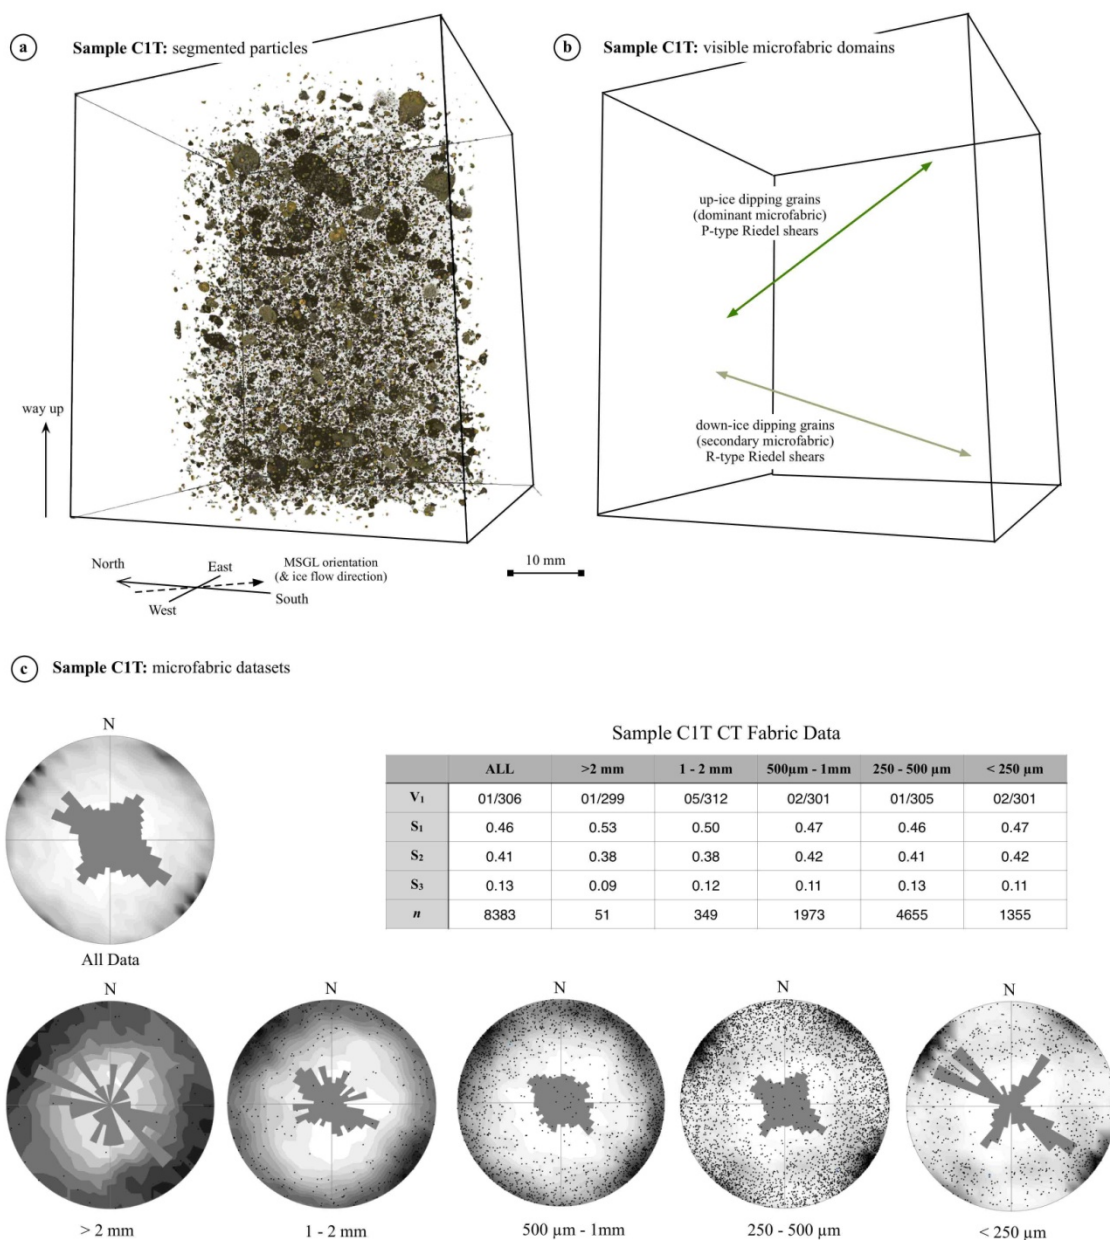 a Sample C1T: segmented particles
b Sample C1T: visible microfabric domains
up-ice dipping grains
(dominant microfabric)
P-type Riedel shears
way up
down-ice dipping grains
(secondary microfabric)
R-type Riedel shears
North
East
MSGL orientation
(& ice flow direction)
West
South
10 mm
c Sample C1T: microfabric datasets
N
All Data
Sample C1T CT Fabric Data
ALL >2 mm 1 - 2 mm 500µm - 1mm 250 - 500 µm < 250 µm
V1 01/306 01/299 05/312 02/301 01/305 02/301
S1 0.46 0.53 0.50 0.47 0.46 0.47
S2 0.41 0.38 0.38 0.42 0.41 0.42
S3 0.13 0.09 0.12 0.11 0.13 0.11
n 8383 51 349 1973 4655 1355
N N N N N
> 2 mm 1 - 2 mm 500 µm - 1mm 250 - 500 µm < 250 µm